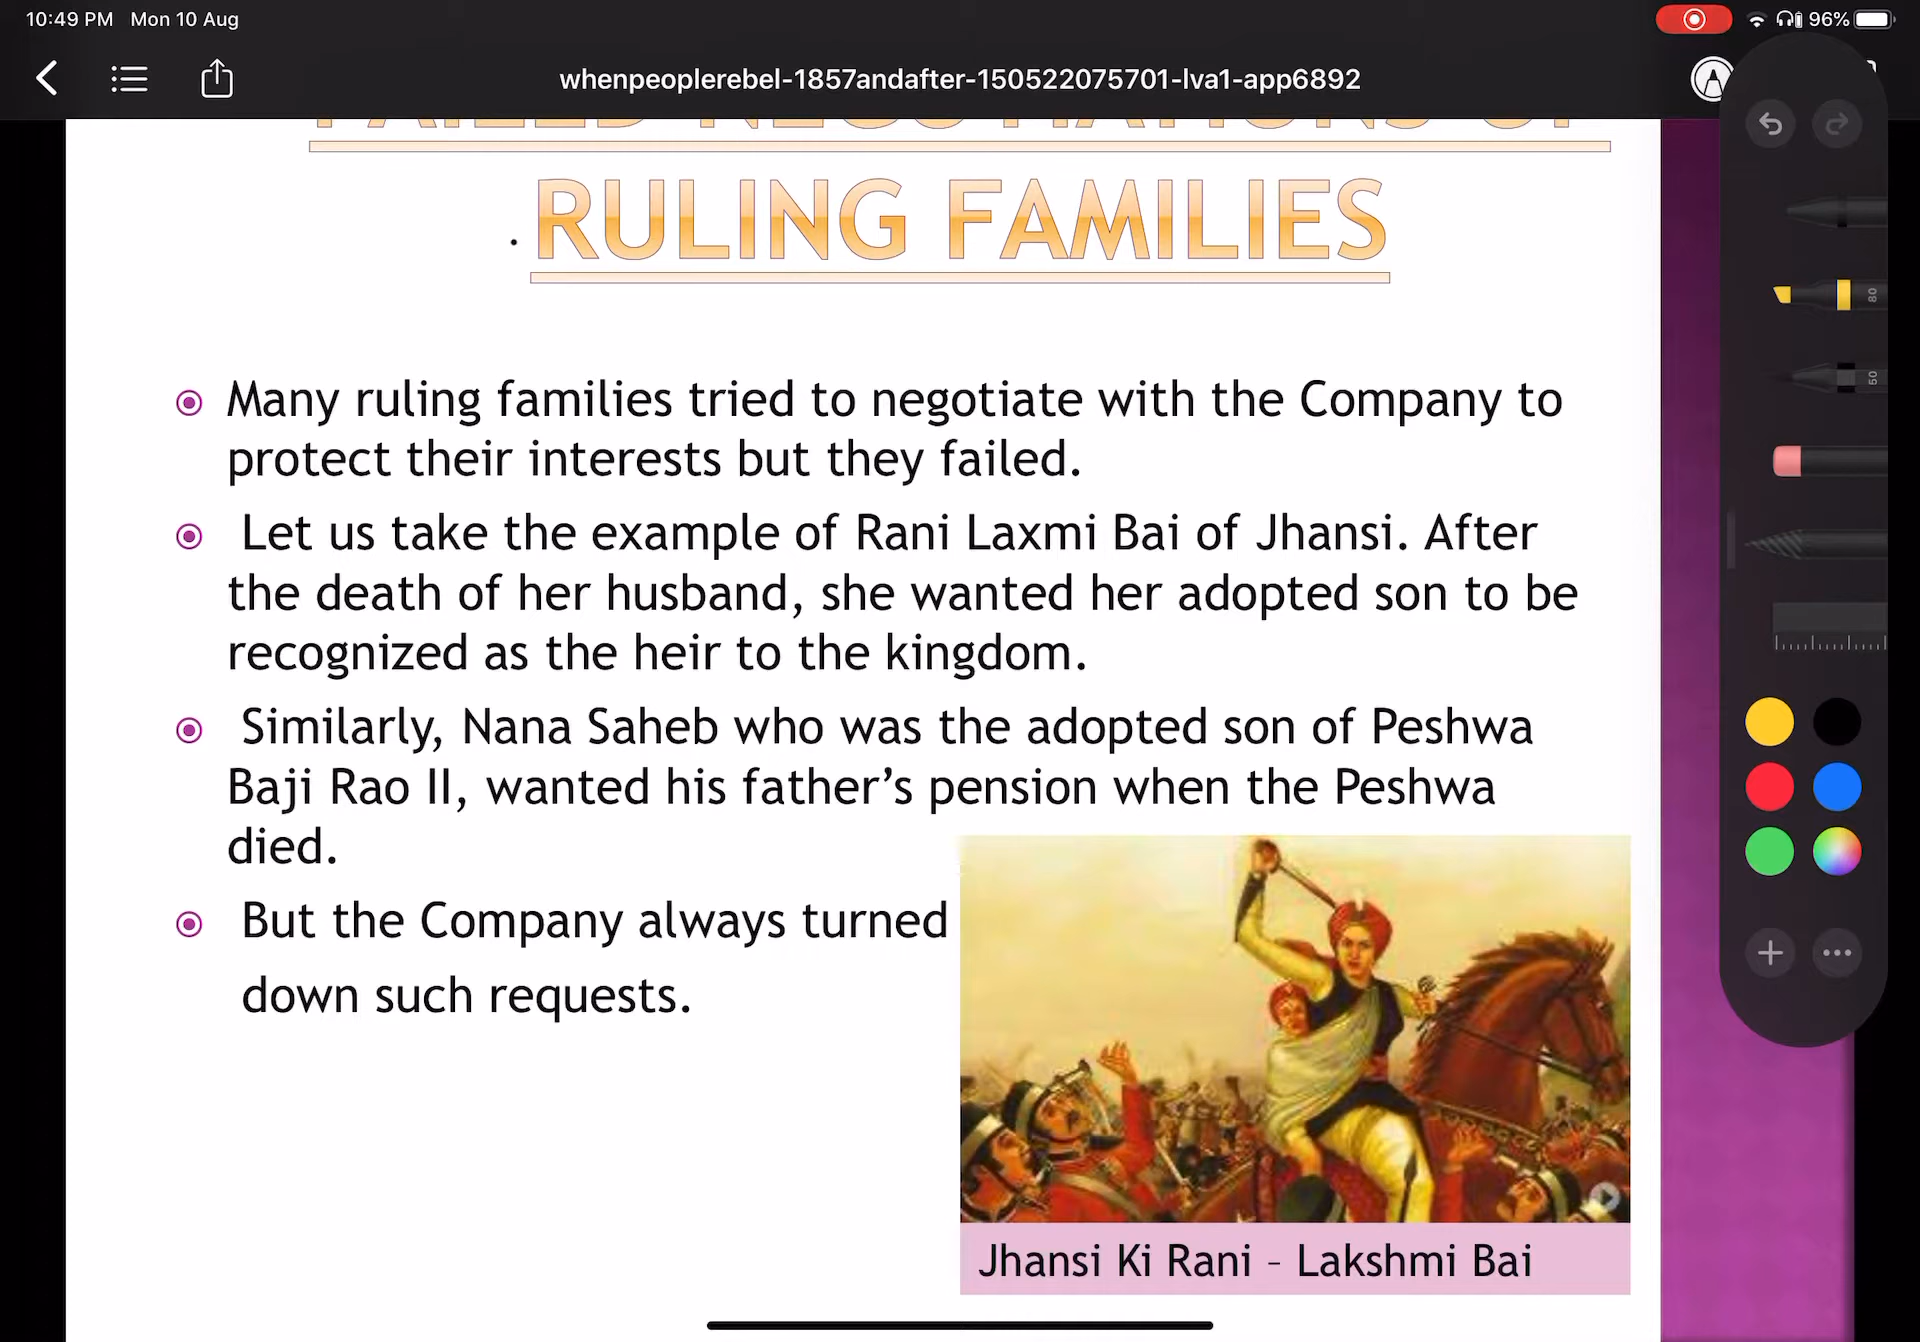 10:49 PM Mon 10 Aug
96%
whenpeoplerebel-1857andafter-150522075701-lva1-app6892
FAILED NEGOTIATIONS OF
RULING FAMILIES
Many ruling families tried to negotiate with the Company to
protect their interests but they failed.
Let us take the example of Rani Laxmi Bai of Jhansi. After
the death of her husband, she wanted her adopted son to be
recognized as the heir to the kingdom.
Similarly, Nana Saheb who was the adopted son of Peshwa
Baji Rao II, wanted his father’s pension when the Peshwa
died.
But the Company always turned
down such requests.
Jhansi Ki Rani – Lakshmi Bai
80
50